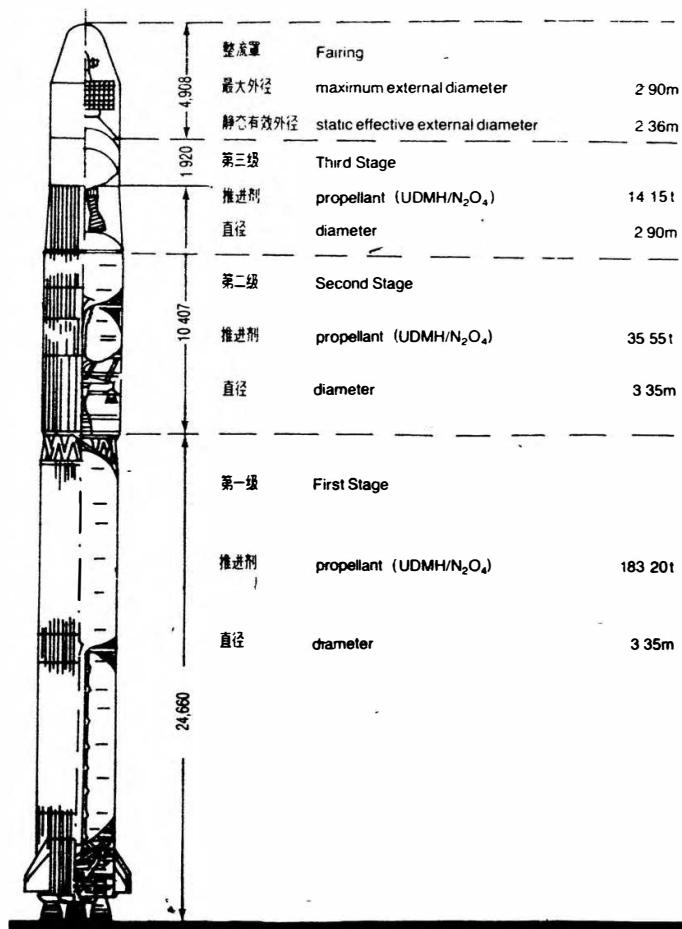 整流罩 Fairing
最大外径 maximum external diameter 2 90m
静态有效外径 static effective external diameter 2 36m
第三级 Third Stage
推进剂 propellant (UDMH/N₂O₄) 14 15t
直径 diameter 2 90m
第二级 Second Stage
推进剂 propellant (UDMH/N₂O₄) 35 55t
直径 diameter 3 35m
第一级 First Stage
推进剂 propellant (UDMH/N₂O₄) 183 20t
直径 drameter 3 35m
4,908
1 920
10 407
24,660